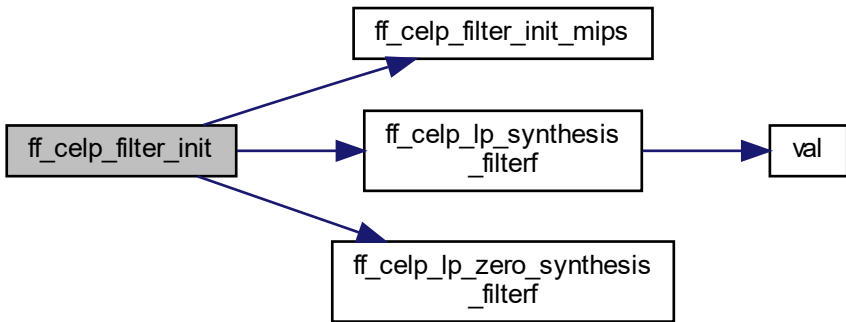 ff_celp_filter_init_mips
ff_celp_filter_init
ff_celp_lp_synthesis
_filterf
val
ff_celp_lp_zero_synthesis
_filterf